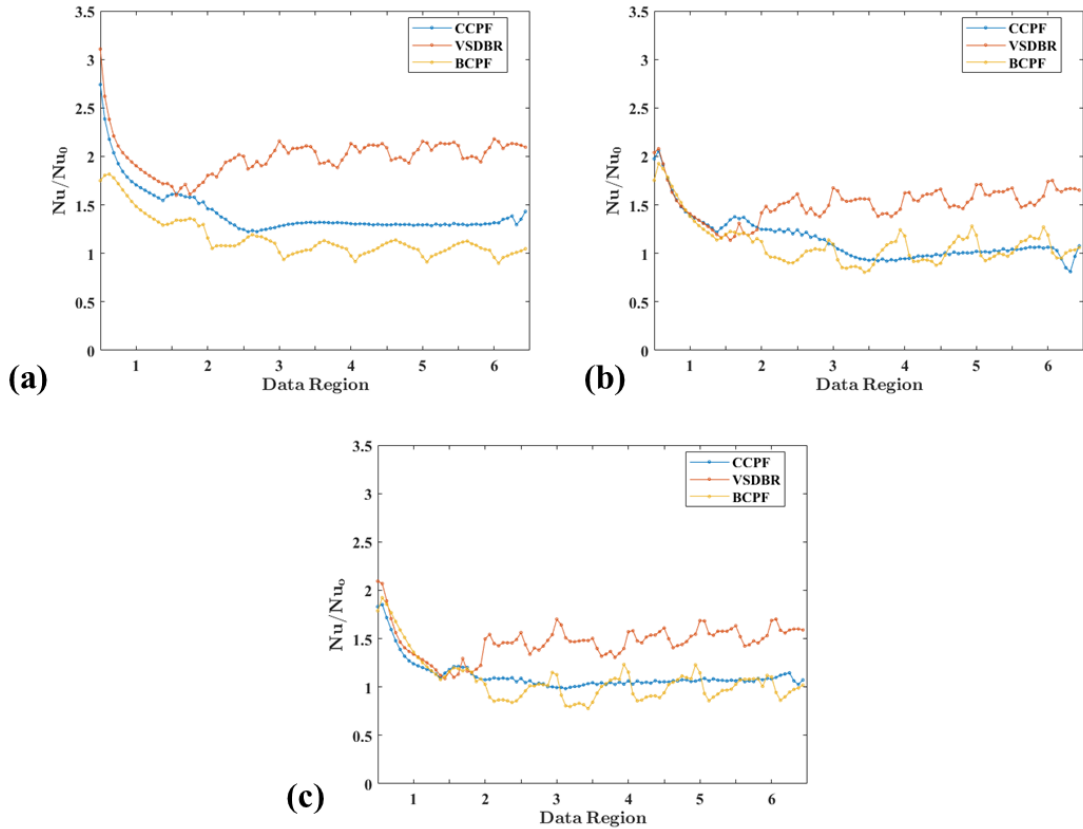 3.5
3
2.5
2
1.5
1
0.5
0
Nu/Nu₀
CCPF
VSDBR
BCPF
1 2 3 4 5 6
Data Region
(a)
3.5
3
2.5
2
1.5
1
0.5
0
Nu/Nu₀
CCPF
VSDBR
BCPF
1 2 3 4 5 6
Data Region
(b)
3.5
3
2.5
2
1.5
1
0.5
0
Nu/Nuₒ
CCPF
VSDBR
BCPF
1 2 3 4 5 6
Data Region
(c)